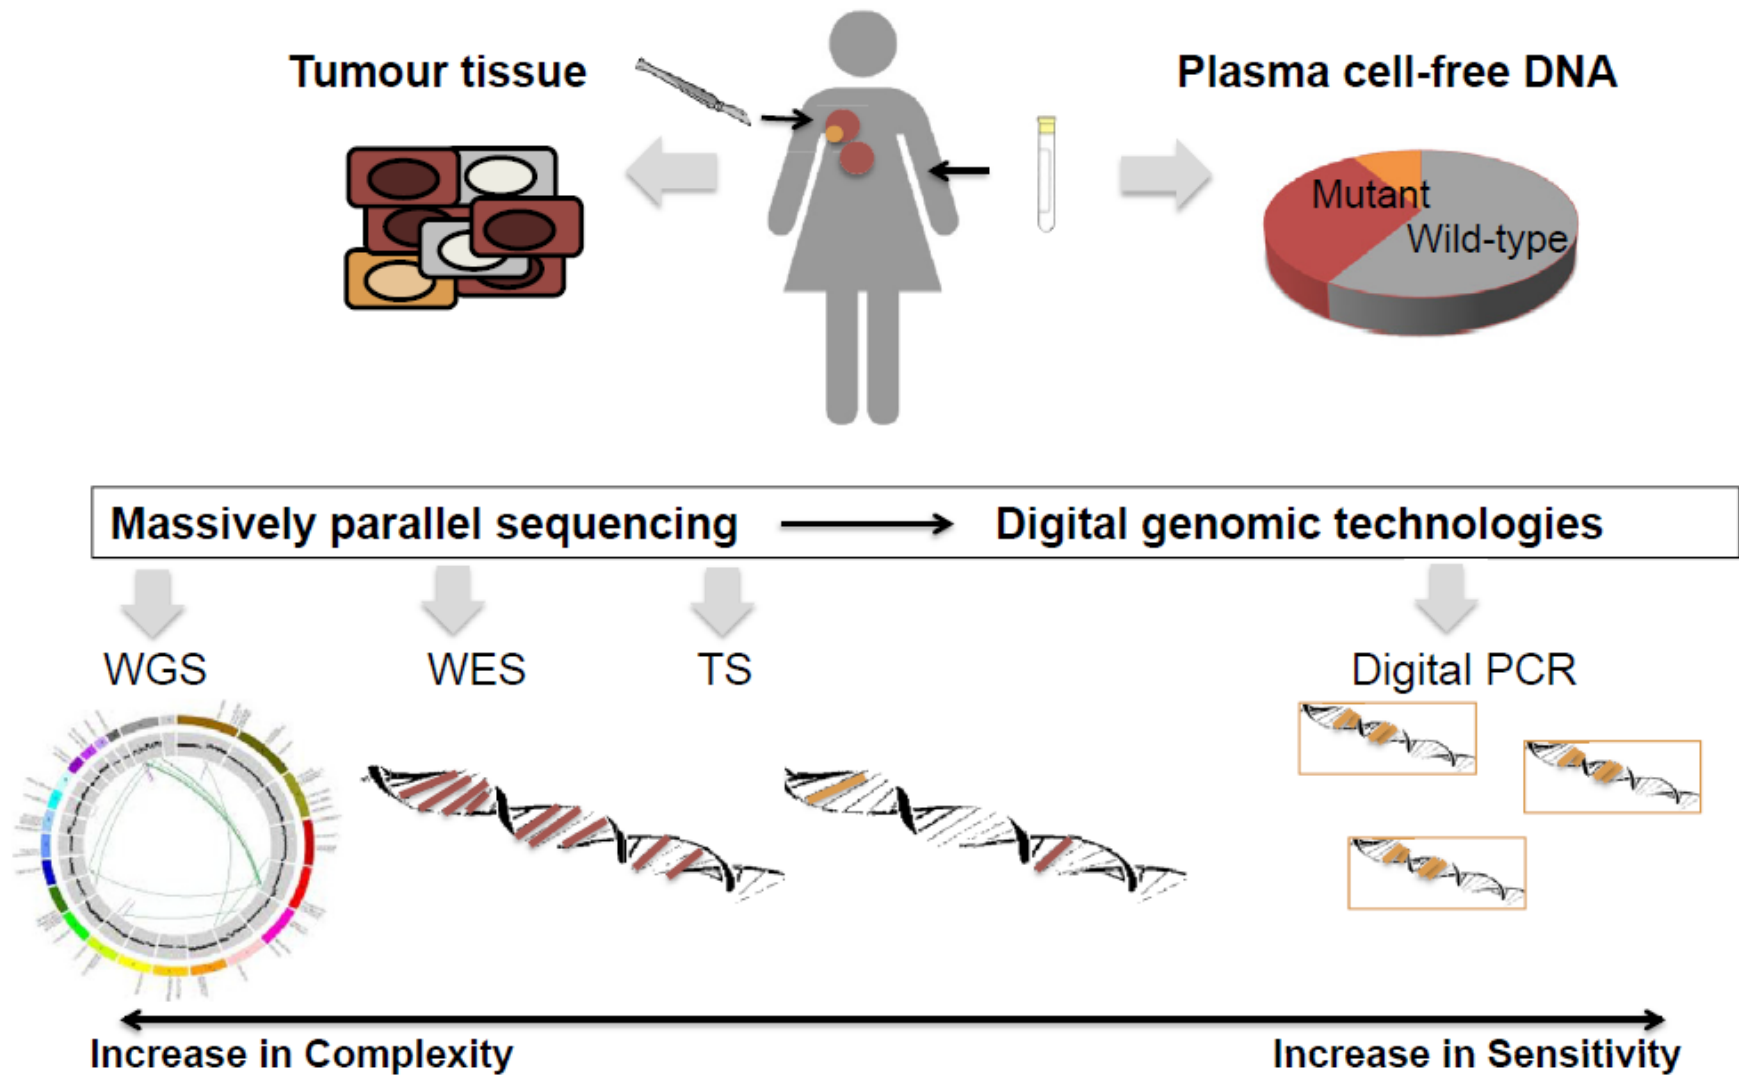 Tumour tissue
Plasma cell-free DNA
Mutant
Wild-type
Massively parallel sequencing
Digital genomic technologies
WGS
WES
TS
Digital PCR
Increase in Complexity
Increase in Sensitivity